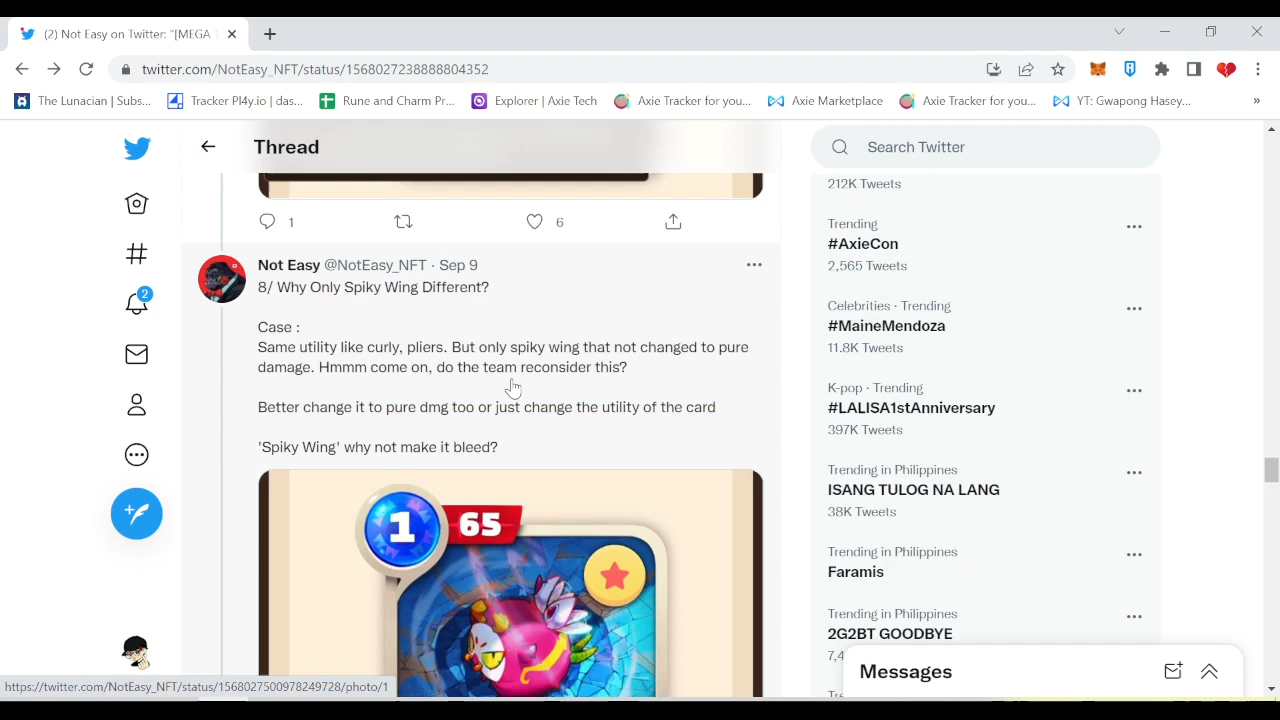 (2) Not Easy on Twitter: "[MEGA
twitter.com/NotEasy_NFT/status/1568027238888804352
The Lunacian | Subs...
Tracker Pl4y.io | das...
Rune and Charm Pr...
Explorer | Axie Tech
Axie Tracker for you...
Axie Marketplace
Axie Tracker for you...
YT: Gwapong Hasey...
»
Thread
Search Twitter
212K Tweets
1
6
Trending
#AxieCon
2,565 Tweets
Not Easy @NotEasy_NFT · Sep 9
8/ Why Only Spiky Wing Different?
Case :
Same utility like curly, pliers. But only spiky wing that not changed to pure
damage. Hmmm come on, do the team reconsider this?
Better change it to pure dmg too or just change the utility of the card
'Spiky Wing' why not make it bleed?
2
1
65
Celebrities · Trending
#MaineMendoza
11.8K Tweets
K-pop · Trending
#LALISA1stAnniversary
397K Tweets
Trending in Philippines
ISANG TULOG NA LANG
38K Tweets
Trending in Philippines
Faramis
Trending in Philippines
2G2BT GOODBYE
Messages
https://twitter.com/NotEasy_NFT/status/1568027500978249728/photo/1